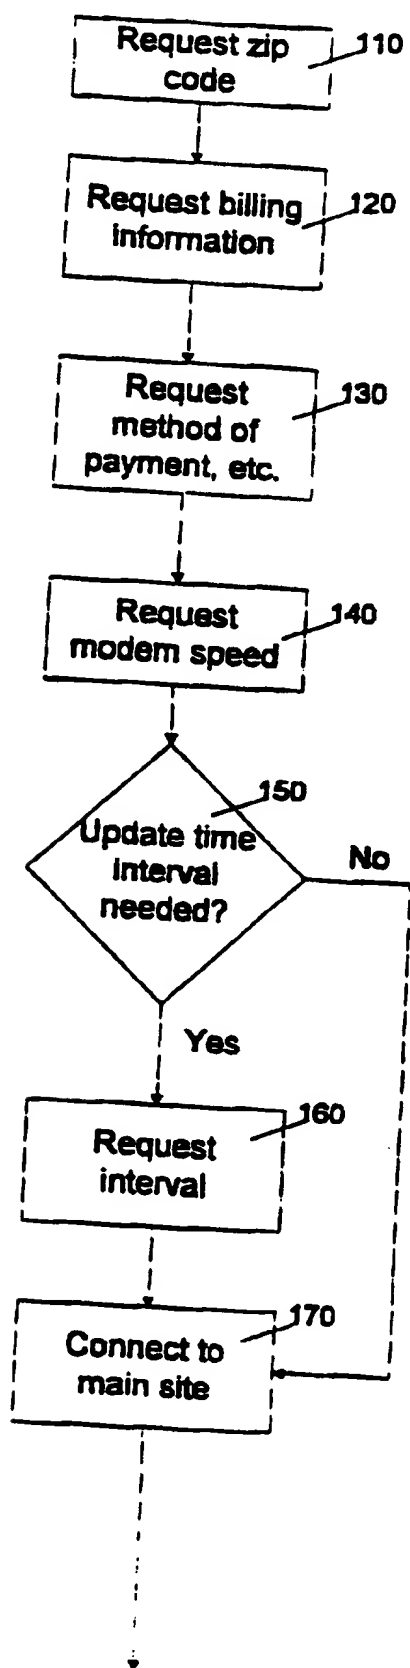 Request zip
code
110
Request billing
information
120
Request
method of
payment, etc.
130
Request
modem speed
140
150
Update time
interval
needed?
No
Yes
160
Request
interval
170
Connect to
main site